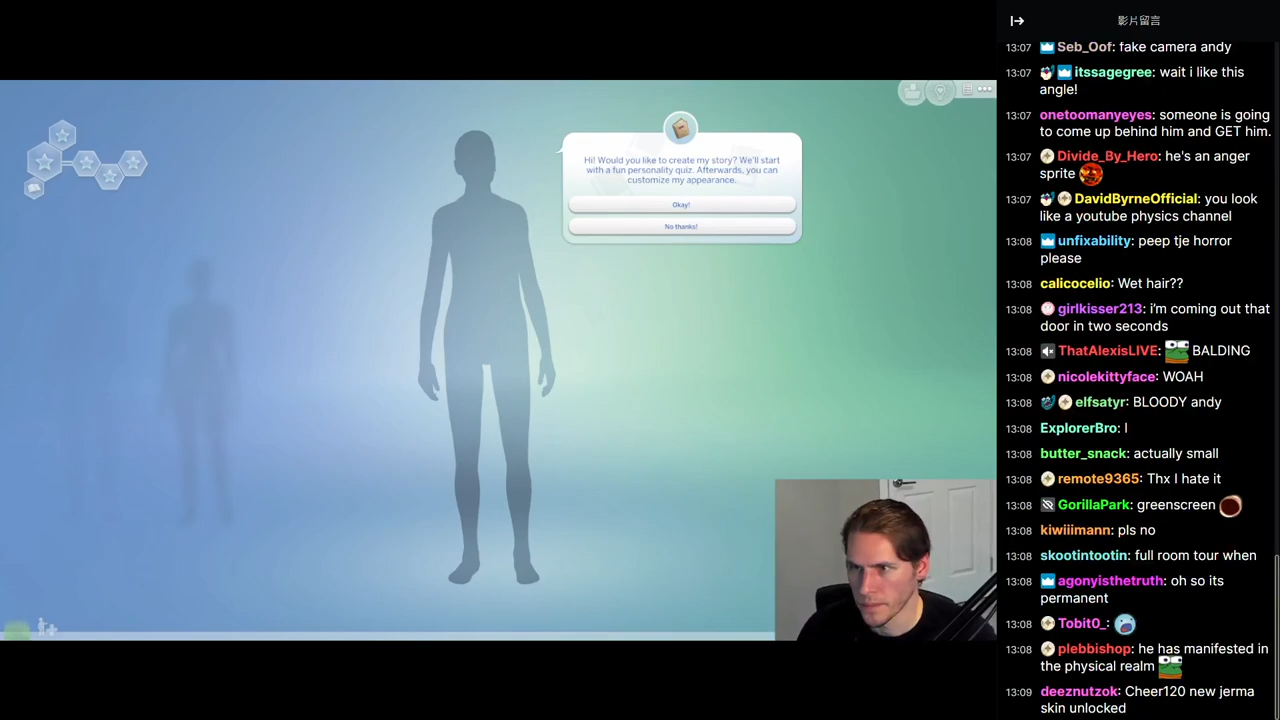 影片留言
13:07 Seb_Oof: fake camera andy
13:07 itssagegree: wait i like this
angle!
onetoomanyeyes: someone is going
13:07 to come up behind him and GET him.
13:07 Divide_By_Hero: he's an anger
sprite
13:07 DavidByrneOfficial: you look
like a youtube physics channel
13:08 unfixability: peep tje horror
please
13:08 calicocelio: Wet hair??
13:08 girlkisser213: i'm coming out that
door in two seconds
13:08 ThatAlexisLIVE: BALDING
13:08 nicolekittyface: WOAH
13:08 elfsatyr: BLOODY andy
13:08 ExplorerBro: I
13:08 butter_snack: actually small
13:08 remote9365: Thx I hate it
13:08 GorillaPark: greenscreen
13:08 kiwiiimann: pls no
13:08 skootintootin: full room tour when
13:08 agonyisthetruth: oh so its
permanent
13:08 Tobit0_:
13:08 plebbishop: he has manifested in
the physical realm
13:09 deeznutzok: Cheer120 new jerma
skin unlocked
Hi! Would you like to create my story? We'll start
with a fun personality quiz. Afterwards, you can
customize my appearance.
Okay!
No thanks!